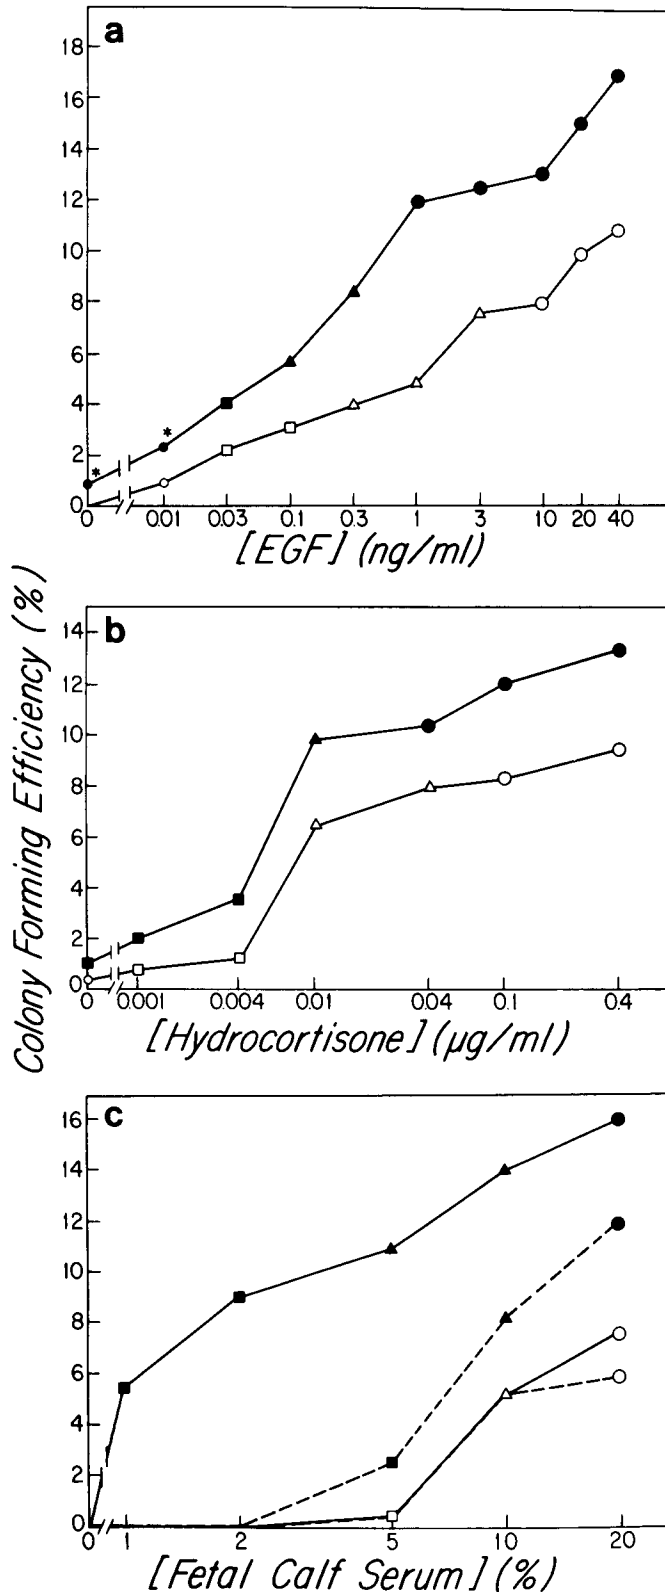 a
18
16
14
12
10
8
6
4
2
0
*
*
0 0.01 0.03 0.1 0.3 1 3 10 20 40
[EGF] (ng/ml)
Colony Forming Efficiency (%)
b
14
12
10
8
6
4
2
0
0 0.001 0.004 0.01 0.04 0.1 0.4
[Hydrocortisone] (µg/ml)
c
16
14
12
10
8
6
4
2
0
0 1 2 5 10 20
[Fetal Calf Serum] (%)